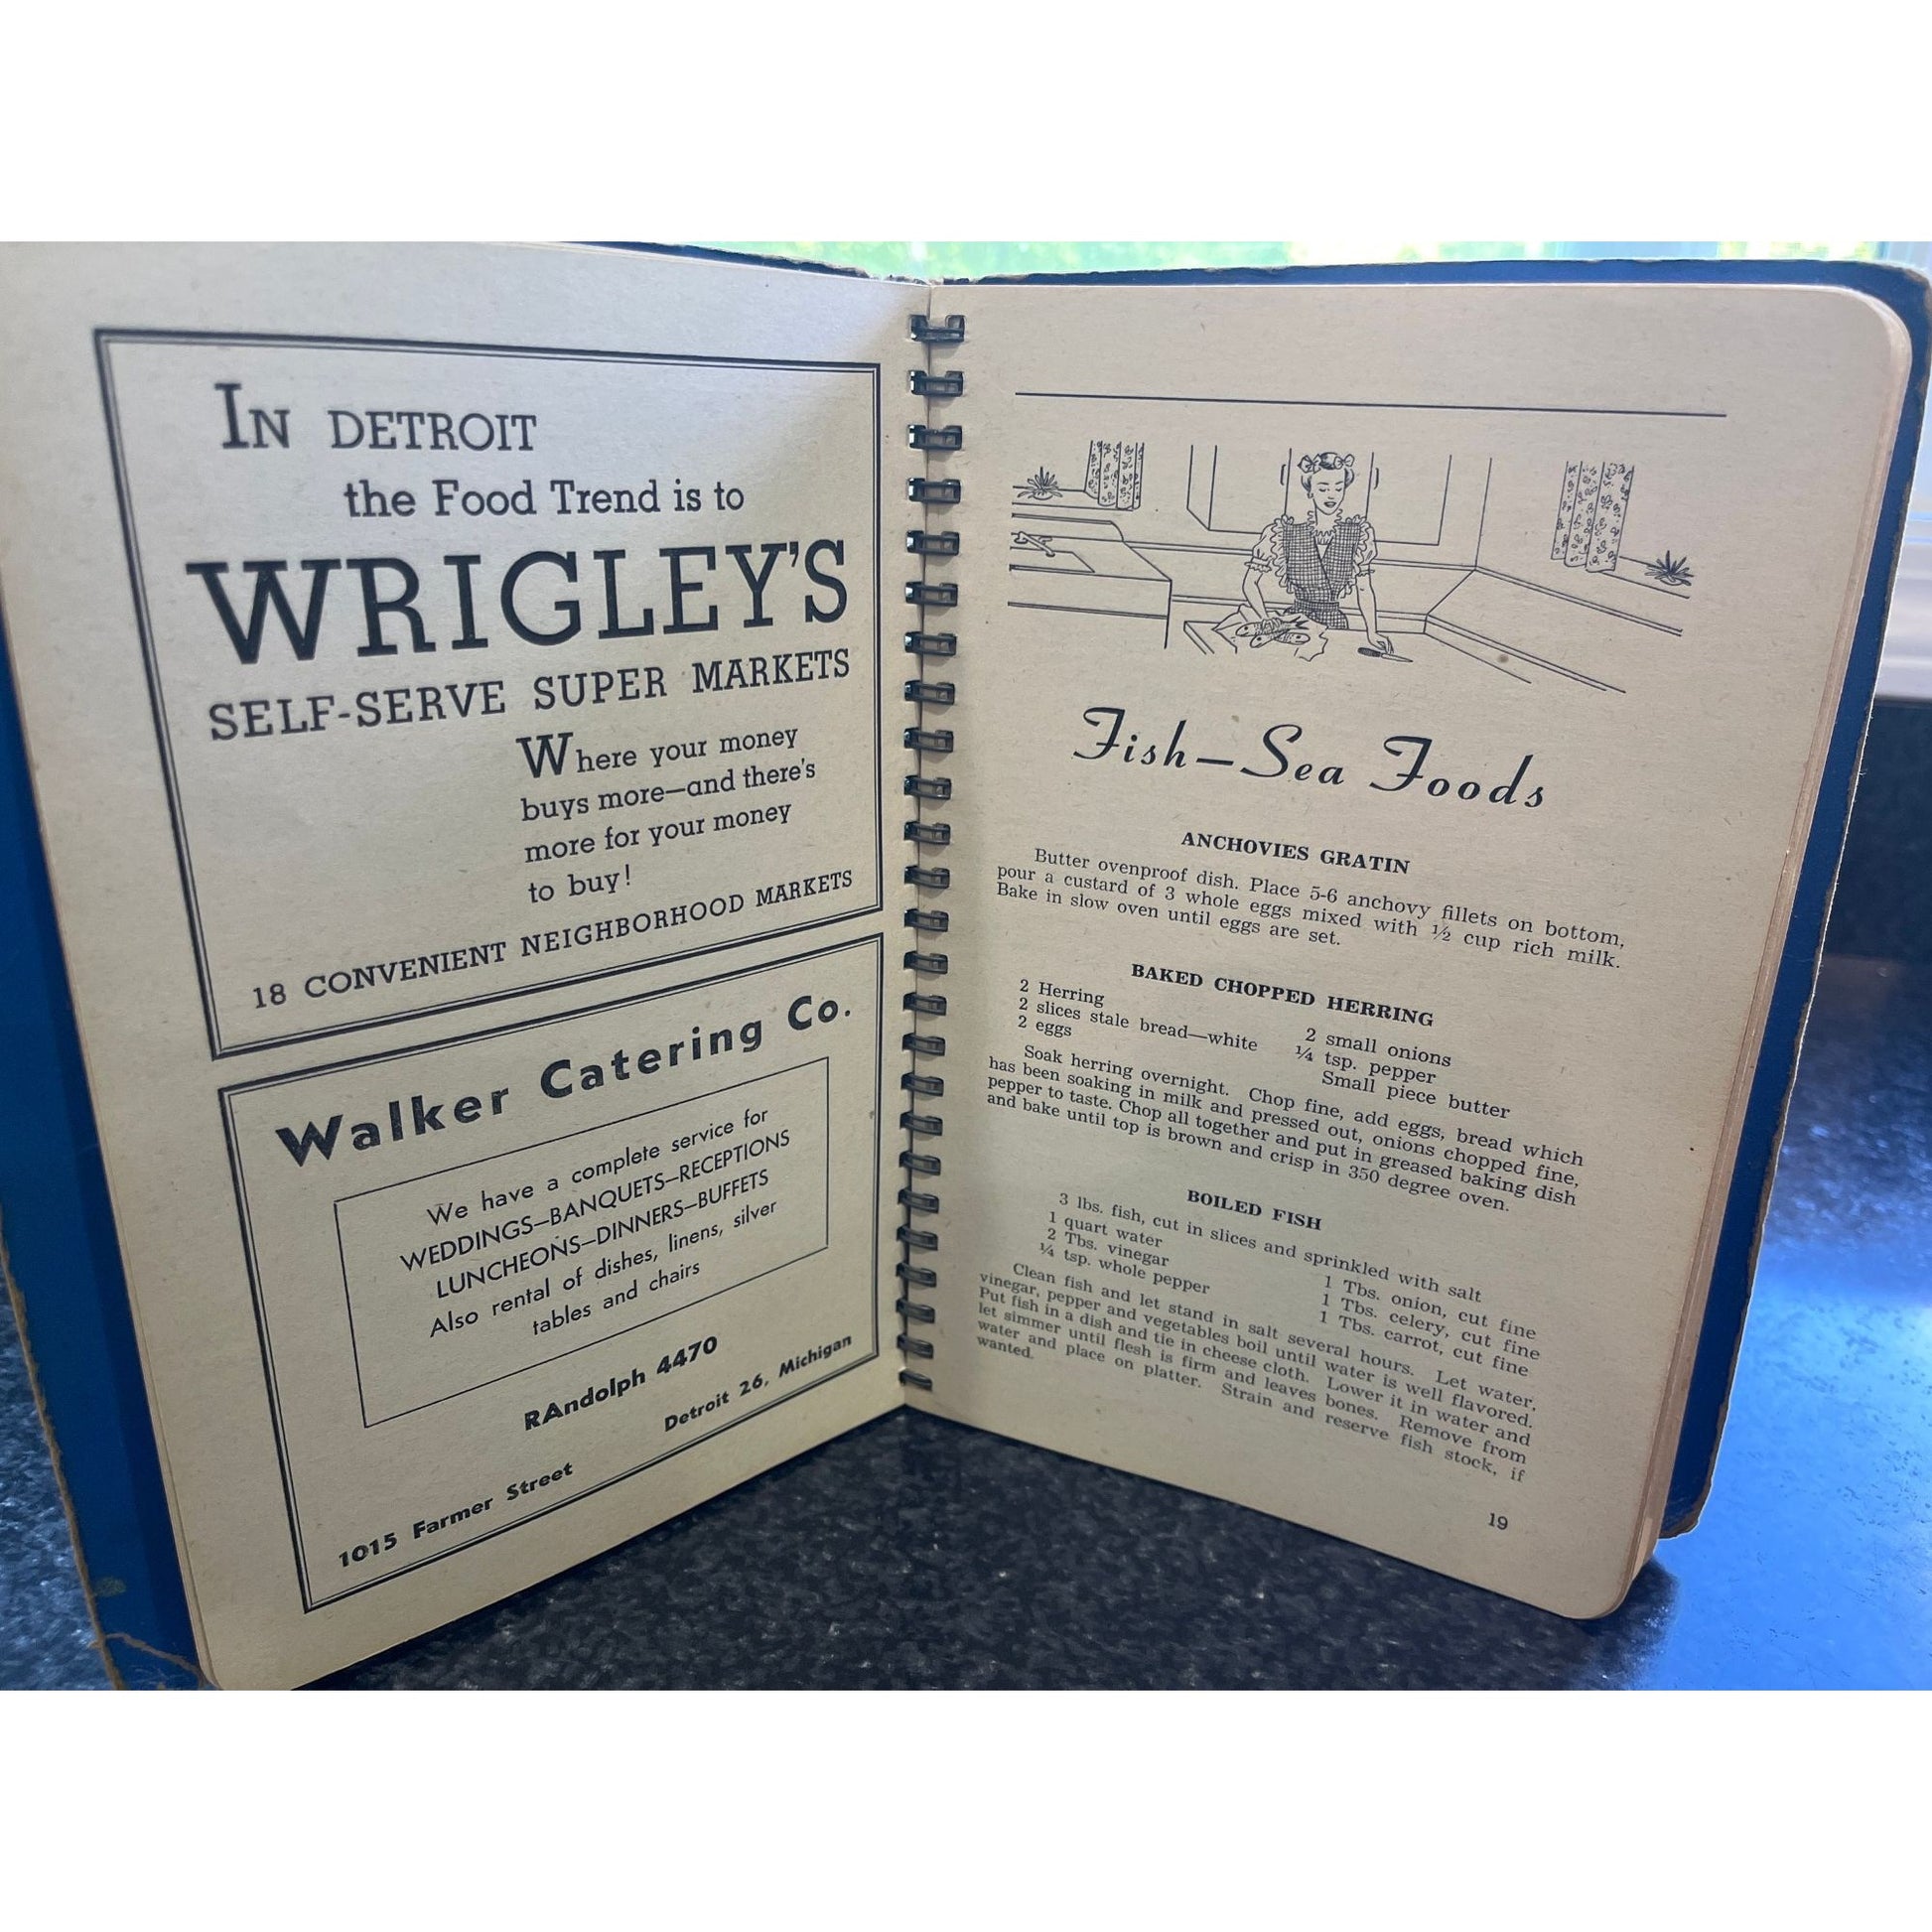 In Detroit
the Food Trend is to
WRIGLEY'S
SELF-SERVE SUPER MARKETS
Where your money
buys more—and there's
more for your money
to buy!
18 CONVENIENT NEIGHBORHOOD MARKETS
Walker Catering Co.
We have a complete service for
WEDDINGS—BANQUETS—RECEPTIONS
LUNCHEONS—DINNERS—BUFFETS
Also rental of dishes, linens, silver
tables and chairs
RAndolph 4470
1015 Farmer Street Detroit 26, Michigan
Fish—Sea Foods
ANCHOVIES GRATIN
Butter ovenproof dish. Place 5-6 anchovy fillets on bottom,
pour a custard of 3 whole eggs mixed with ½ cup rich milk.
Bake in slow oven until eggs are set.
BAKED CHOPPED HERRING
2 Herring
2 slices stale bread—white
2 eggs
2 small onions
¼ tsp. pepper
Small piece butter
Soak herring overnight. Chop fine, add eggs, bread which
has been soaking in milk and pressed out, onions chopped fine,
pepper to taste. Chop all together and put in greased baking dish
and bake until top is brown and crisp in 350 degree oven.
BOILED FISH
3 lbs. fish, cut in slices and sprinkled with salt
1 quart water
2 Tbs. vinegar
¼ tsp. whole pepper
1 Tbs. onion, cut fine
1 Tbs. celery, cut fine
1 Tbs. carrot, cut fine
Clean fish and let stand in salt several hours. Let water,
vinegar, pepper and vegetables boil until water is well flavored.
Put fish in a dish and tie in cheese cloth. Lower it in water and
let simmer until flesh is firm and leaves bones. Remove from
water and place on platter. Strain and reserve fish stock, if
wanted.
19